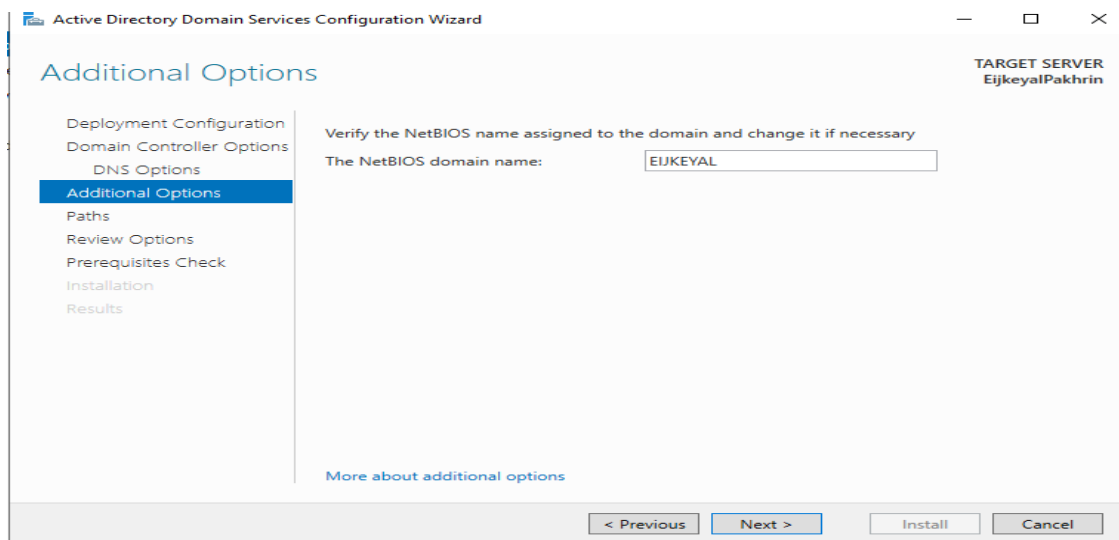 Active Directory Domain Services Configuration Wizard
Additional Options
TARGET SERVER
EijkeyalPakhrin
Deployment Configuration
Domain Controller Options
DNS Options
Additional Options
Paths
Review Options
Prerequisites Check
Installation
Results
Verify the NetBIOS name assigned to the domain and change it if necessary
The NetBIOS domain name: EIJKEYAL
More about additional options
< Previous Next > Install Cancel